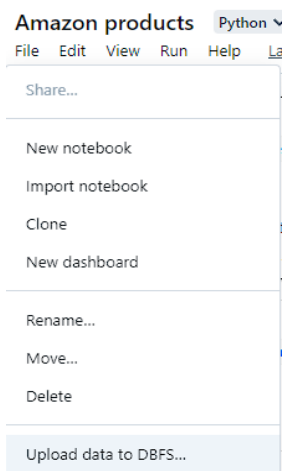 Amazon products Python
File Edit View Run Help
Share...
New notebook
Import notebook
Clone
New dashboard
Rename...
Move...
Delete
Upload data to DBFS...